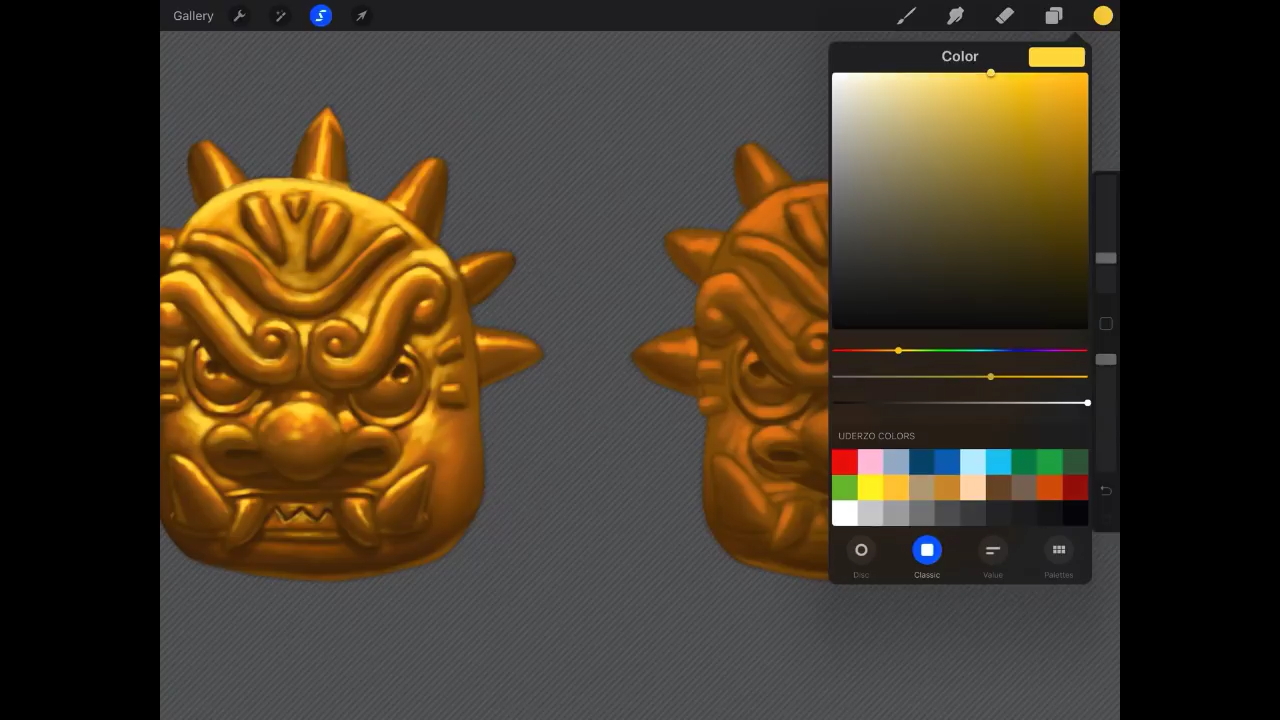 Gallery
Color
UDERZO COLORS
Disc
Classic
Value
Palettes